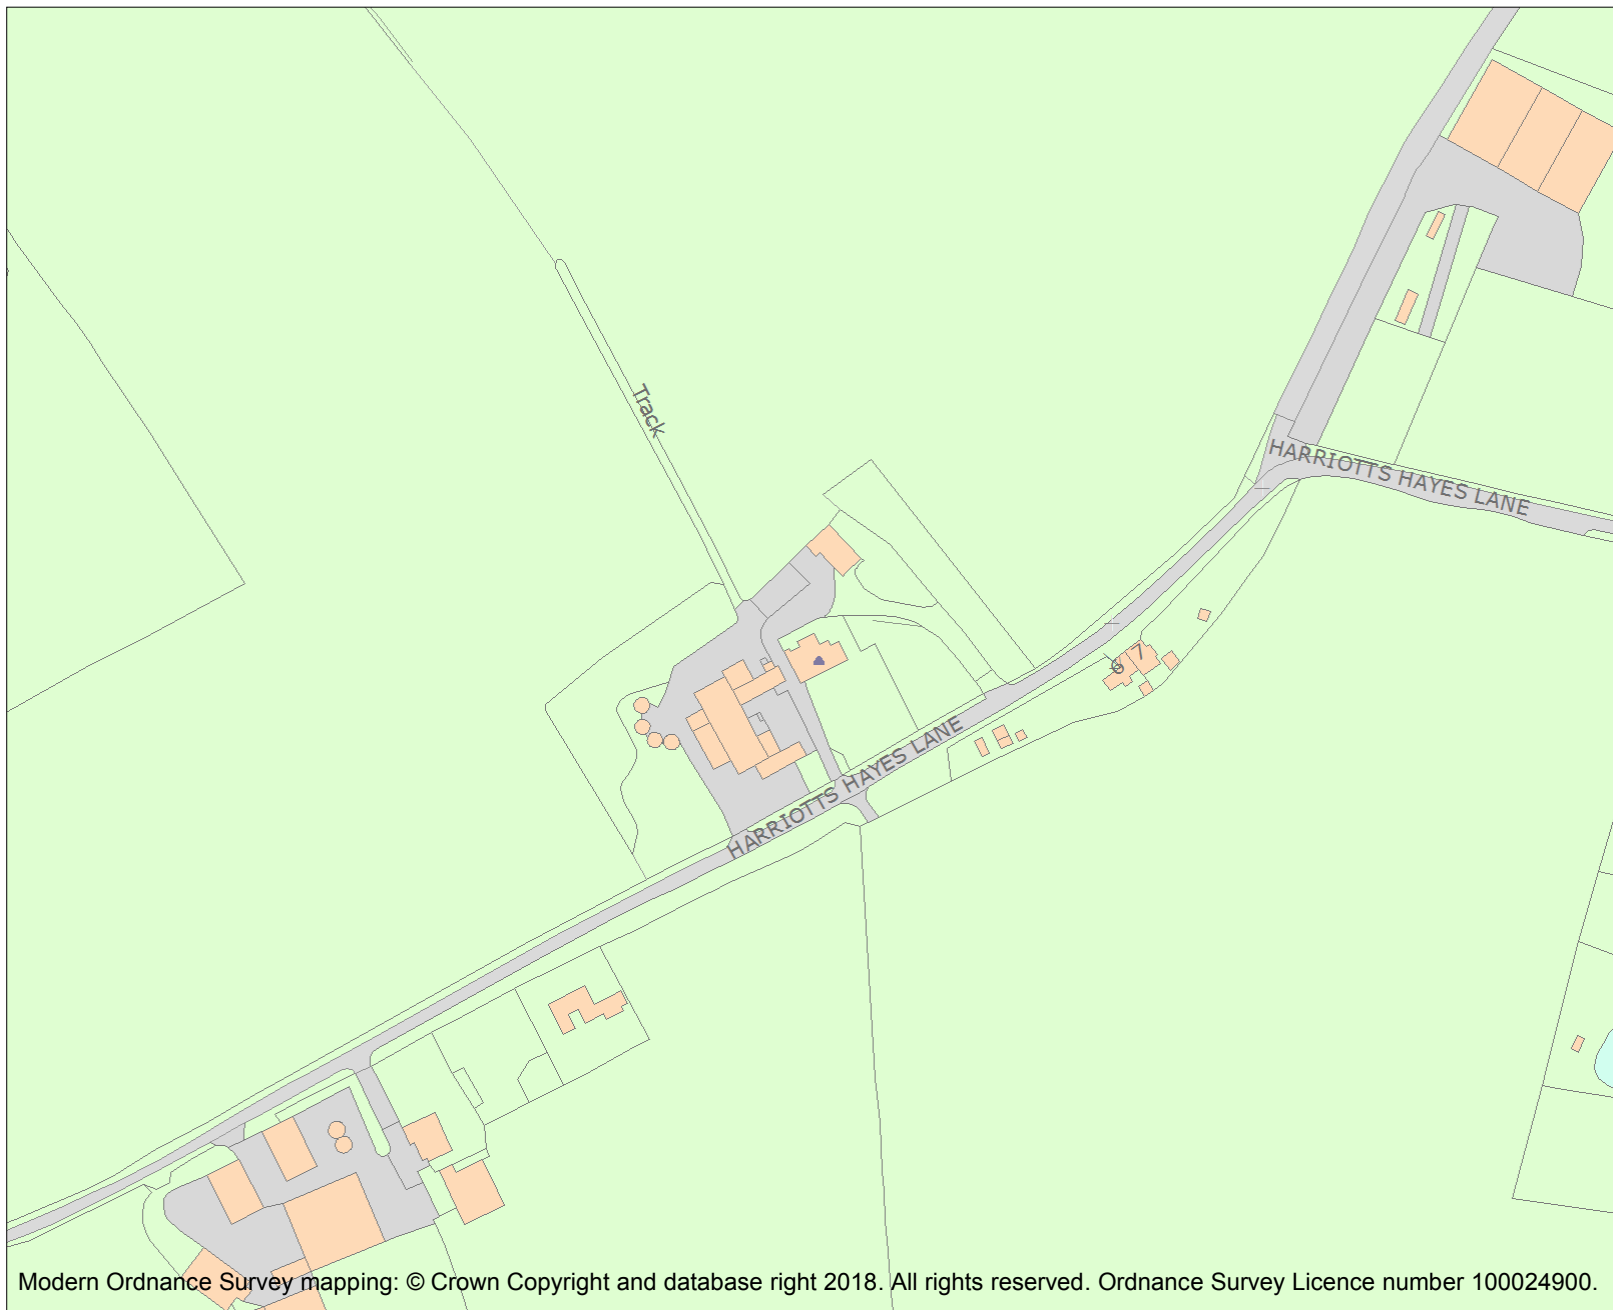 Track
HARRIOTTS HAYES LANE
6 7
HARRIOTTS HAYES LANE
Modern Ordnance Survey mapping: © Crown Copyright and database right 2018. All rights reserved. Ordnance Survey Licence number 100024900.